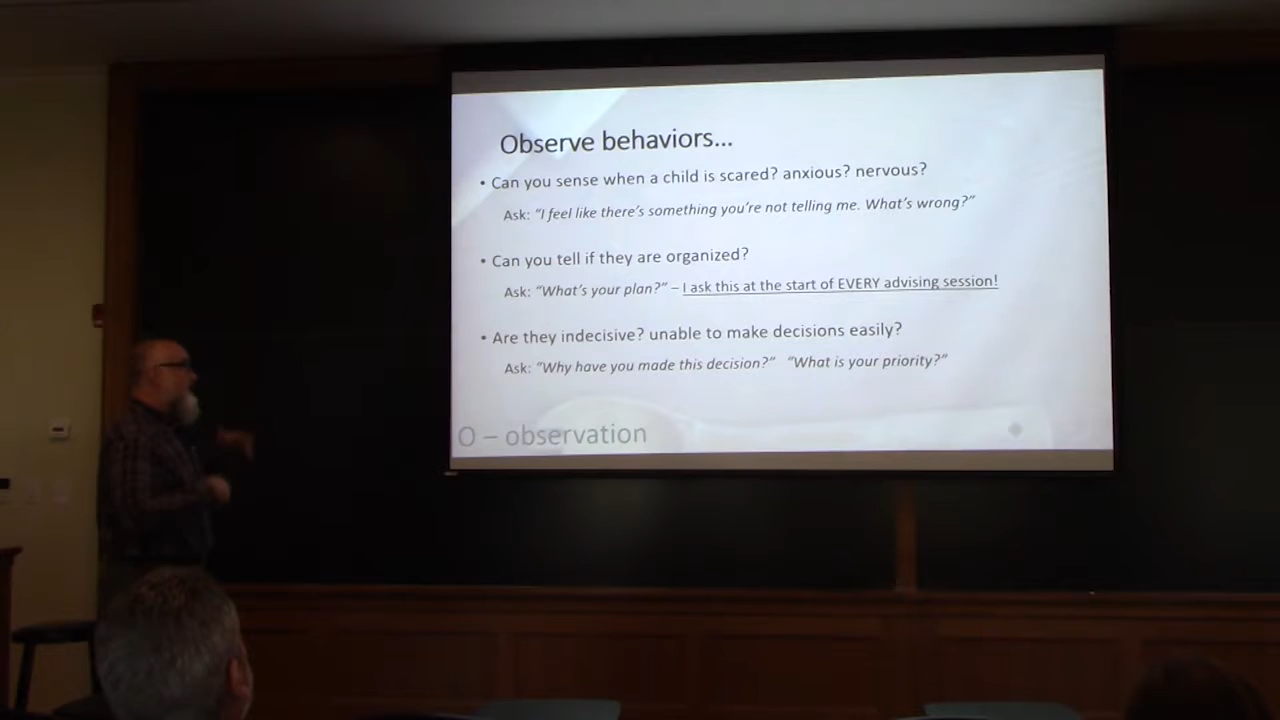 Observe behaviors...
• Can you sense when a child is scared? anxious? nervous?
Ask: “I feel like there’s something you’re not telling me. What’s wrong?”
• Can you tell if they are organized?
Ask: “What’s your plan?” – I ask this at the start of EVERY advising session!
• Are they indecisive? unable to make decisions easily?
Ask: “Why have you made this decision?” “What is your priority?”
O – observation